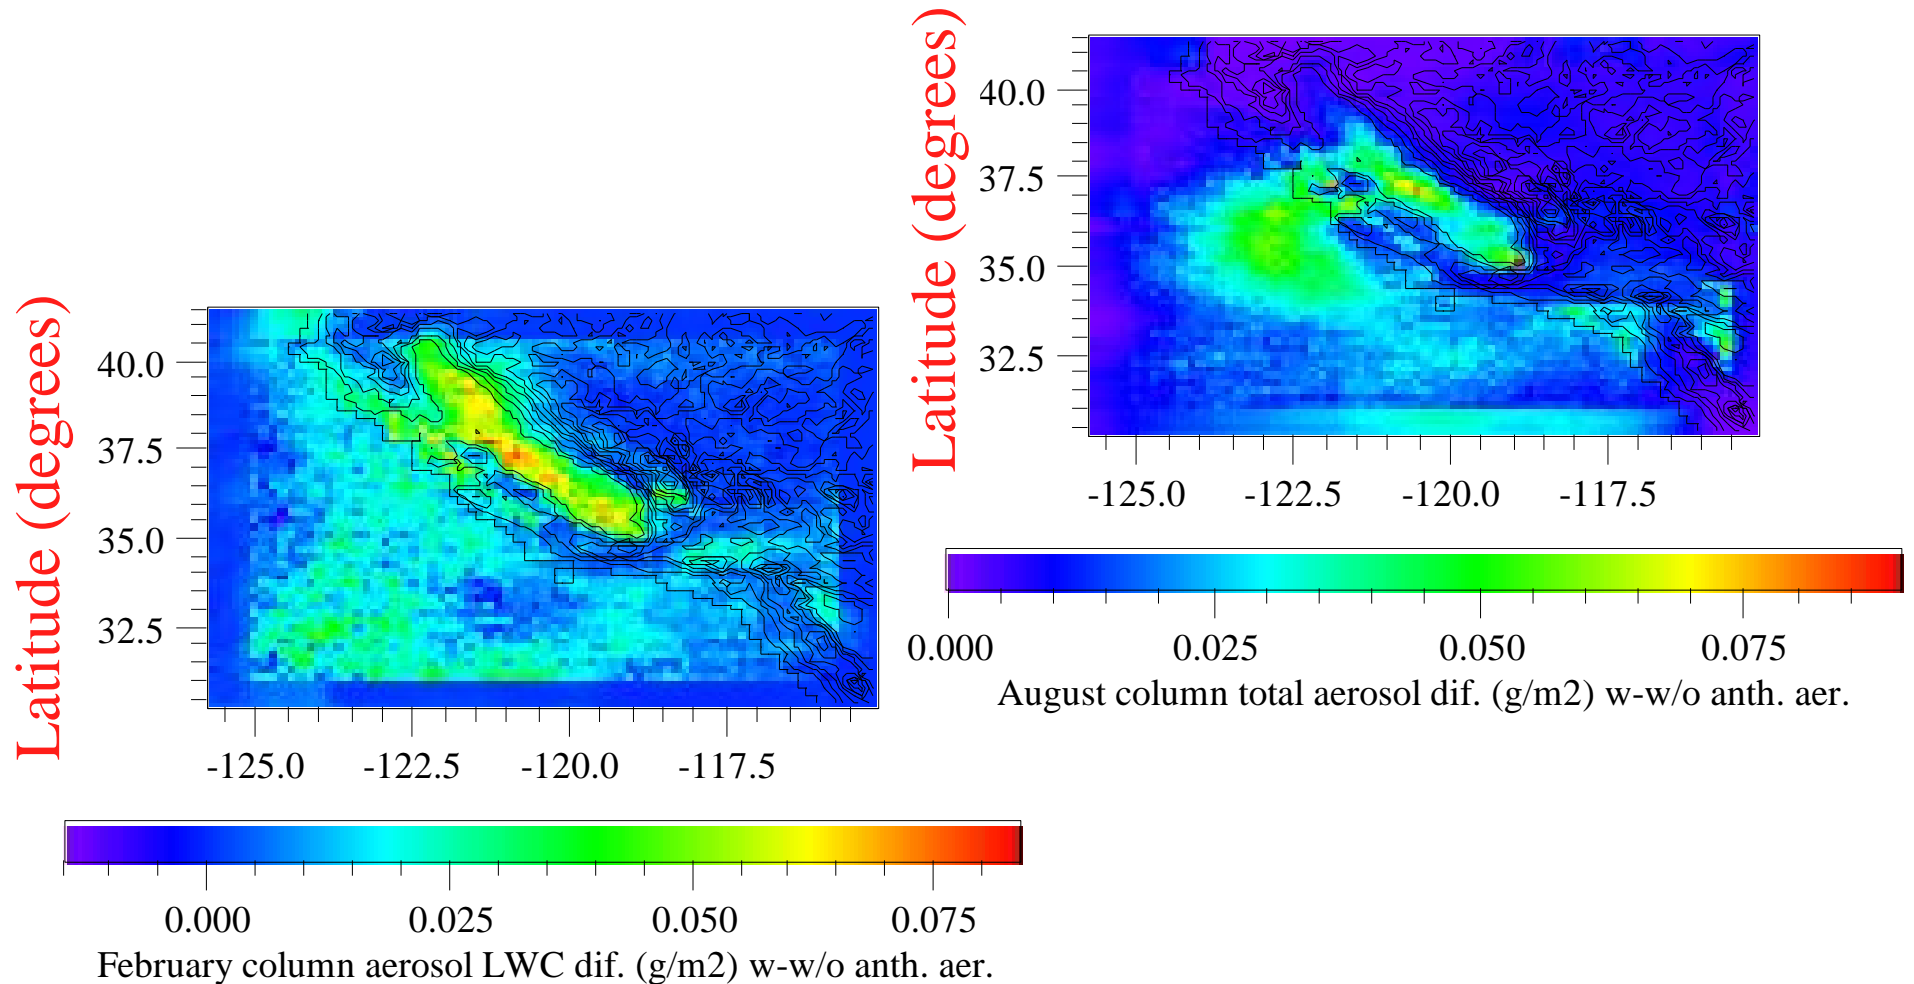 Latitude (degrees)
40.0
37.5
35.0
32.5
-125.0 -122.5 -120.0 -117.5
0.000 0.025 0.050 0.075
February column aerosol LWC dif. (g/m2) w-w/o anth. aer.
Latitude (degrees)
40.0
37.5
35.0
32.5
-125.0 -122.5 -120.0 -117.5
0.000 0.025 0.050 0.075
August column total aerosol dif. (g/m2) w-w/o anth. aer.